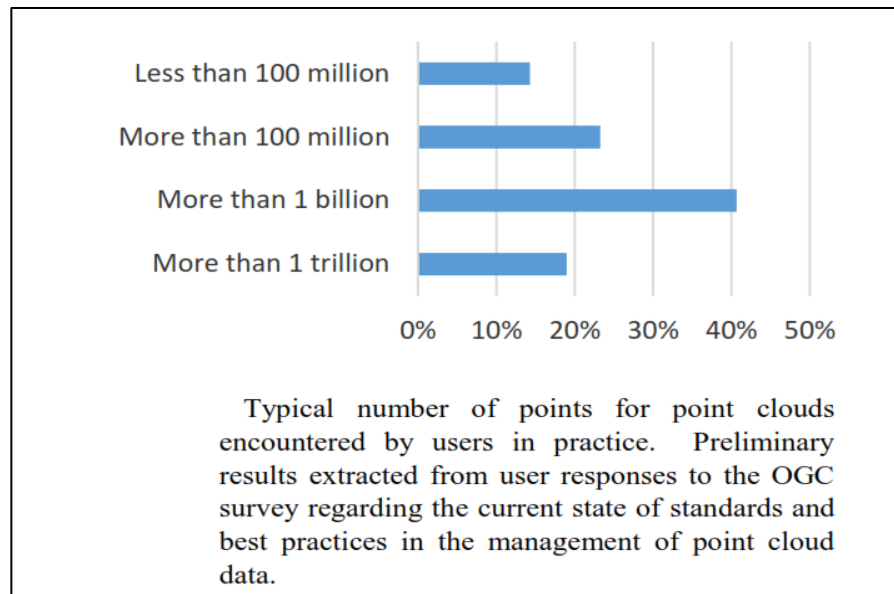 Less than 100 million
More than 100 million
More than 1 billion
More than 1 trillion
0% 10% 20% 30% 40% 50%
Typical number of points for point clouds
encountered by users in practice. Preliminary
results extracted from user responses to the OGC
survey regarding the current state of standards and
best practices in the management of point cloud
data.